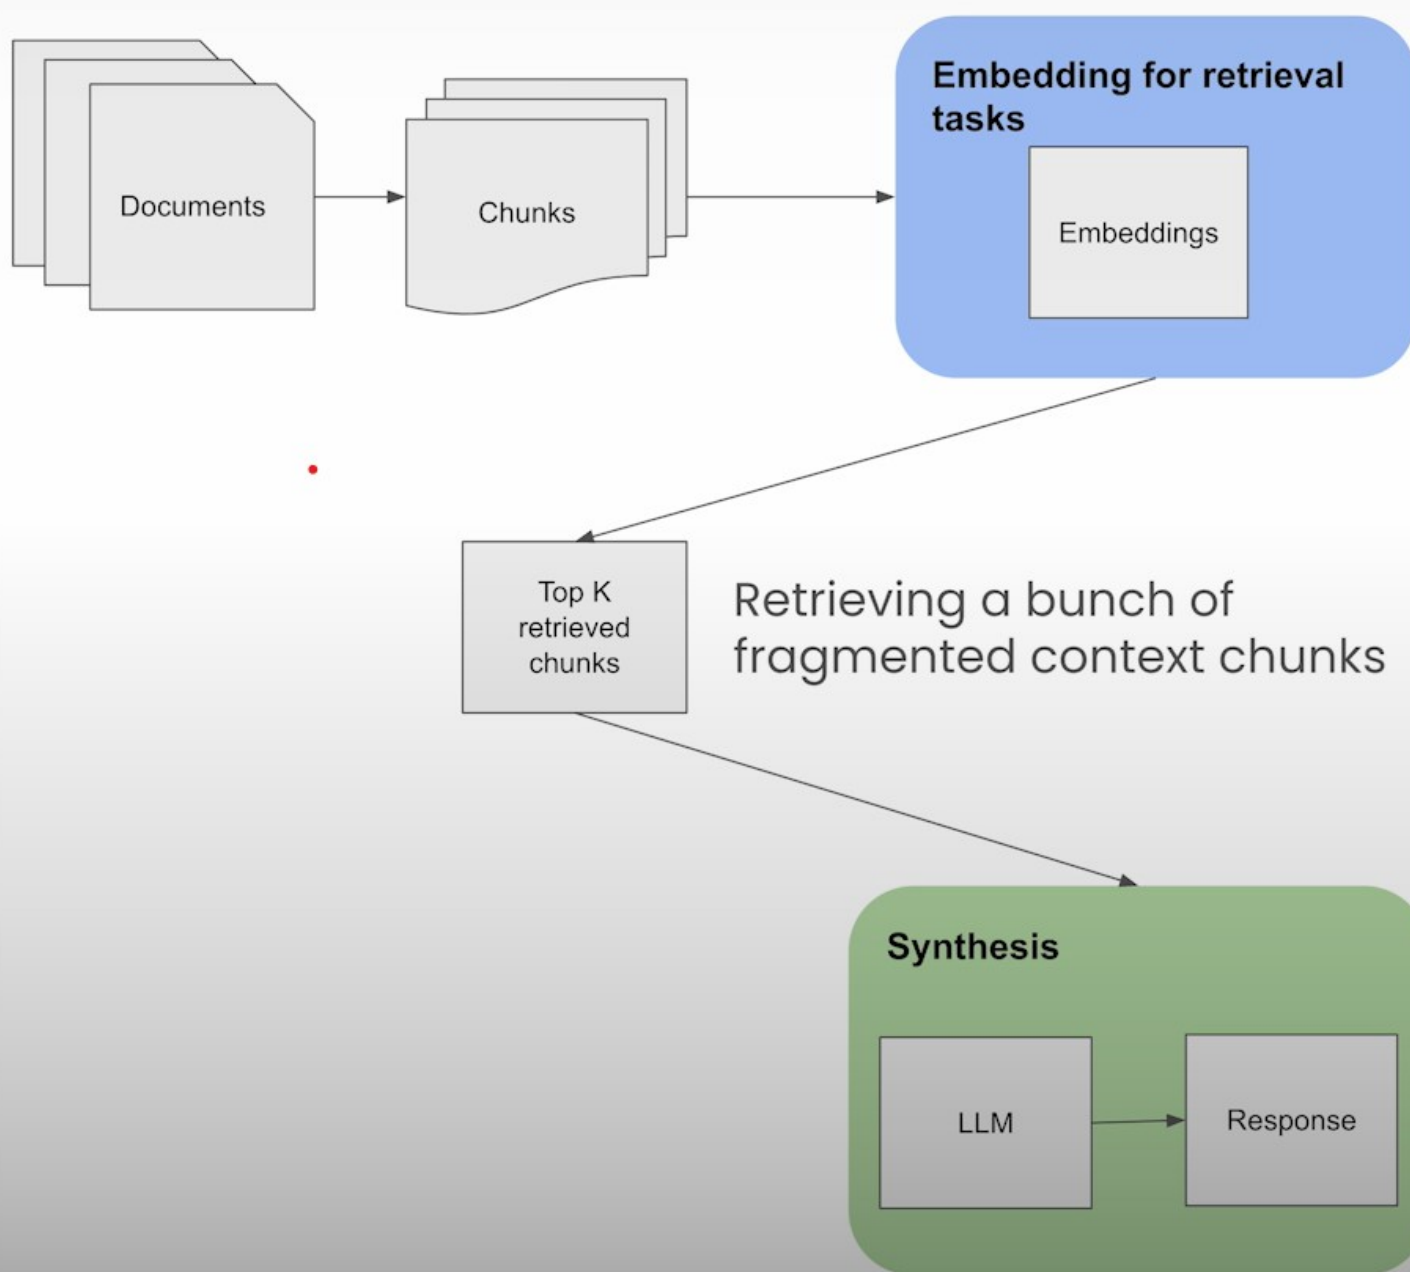 Embedding for retrieval
tasks
Documents
Chunks
Embeddings
Top K
retrieved
chunks
Retrieving a bunch of
fragmented context chunks
Synthesis
LLM
Response